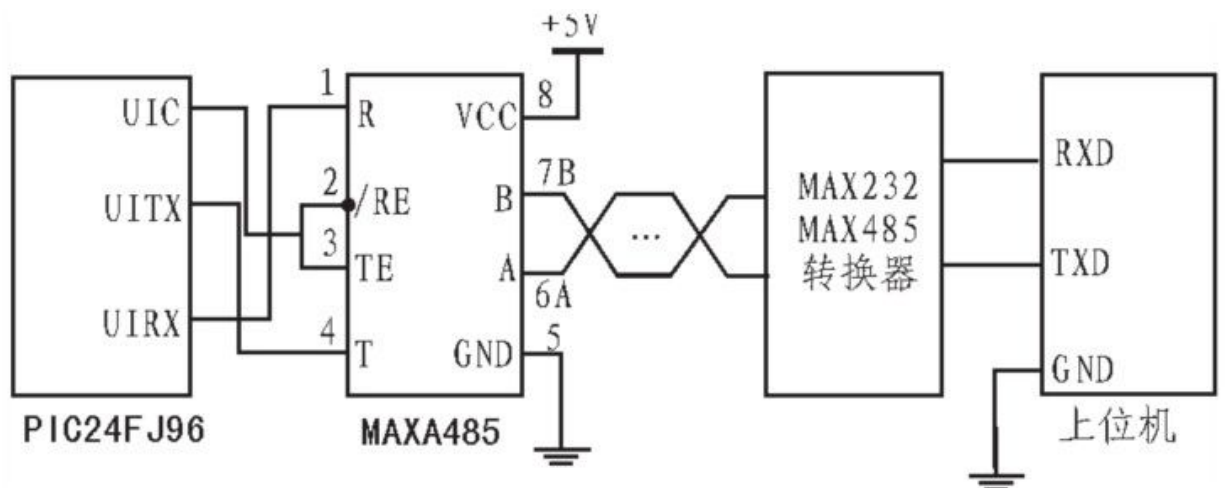 +5V
UIC
UITX
UIRX
PIC24FJ96
1
2
3
4
R
/RE
TE
T
VCC
B
A
GND
8
7B
6A
5
MAXA485
...
MAX232
MAX485
转换器
RXD
TXD
GND
上位机